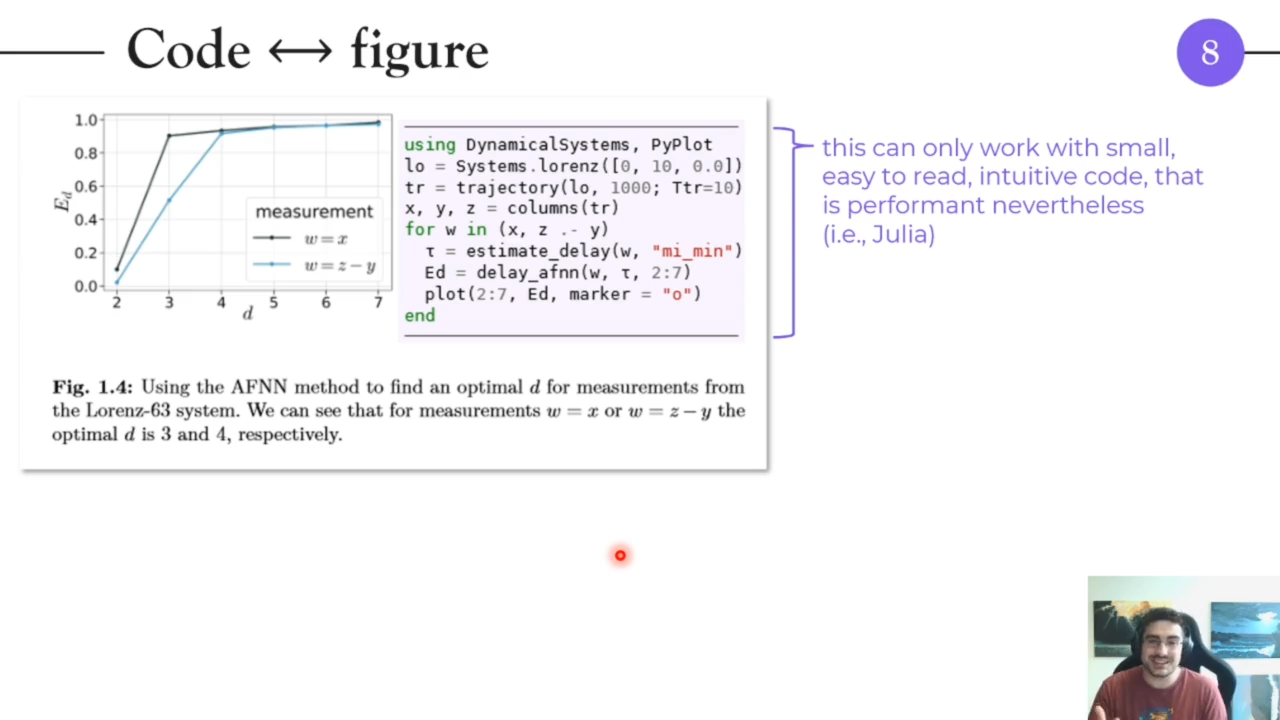 Code ⟷ figure
8
1.0
0.8
0.6
0.4
0.2
0.0
E_d
2 3 4 5 6 7
d
measurement
w = x
w = z − y
using DynamicalSystems, PyPlot
lo = Systems.lorenz([0, 10, 0.0])
tr = trajectory(lo, 1000; Ttr=10)
x, y, z = columns(tr)
for w in (x, z .- y)
τ = estimate_delay(w, "mi_min")
Ed = delay_afnn(w, τ, 2:7)
plot(2:7, Ed, marker = "o")
end
this can only work with small,
easy to read, intuitive code, that
is performant nevertheless
(i.e., Julia)
Fig. 1.4: Using the AFNN method to find an optimal d for measurements from
the Lorenz-63 system. We can see that for measurements w = x or w = z − y the
optimal d is 3 and 4, respectively.